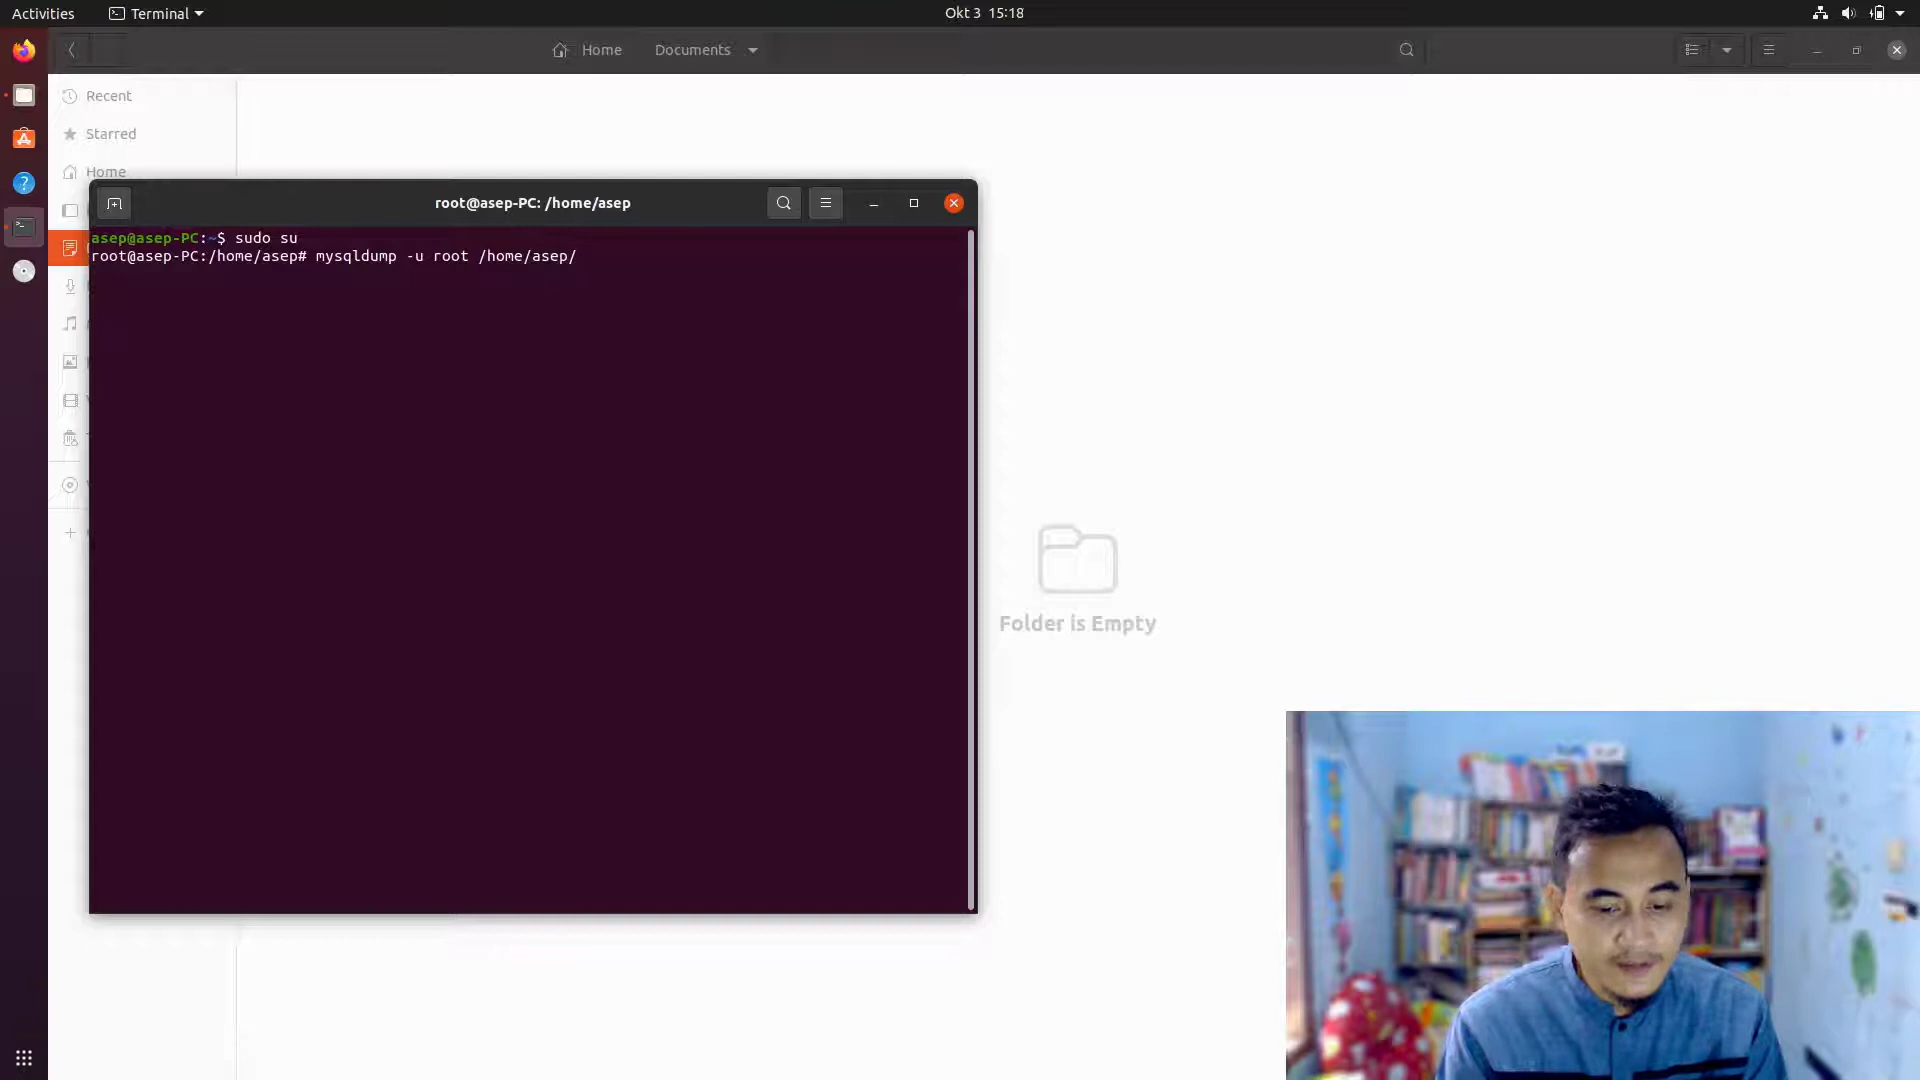 Activities
Terminal
Okt 3 15:18
Home
Documents
Recent
Starred
Home
root@asep-PC: /home/asep
asep@asep-PC:~$ sudo su
root@asep-PC:/home/asep# mysqldump -u root /home/asep/
Folder is Empty